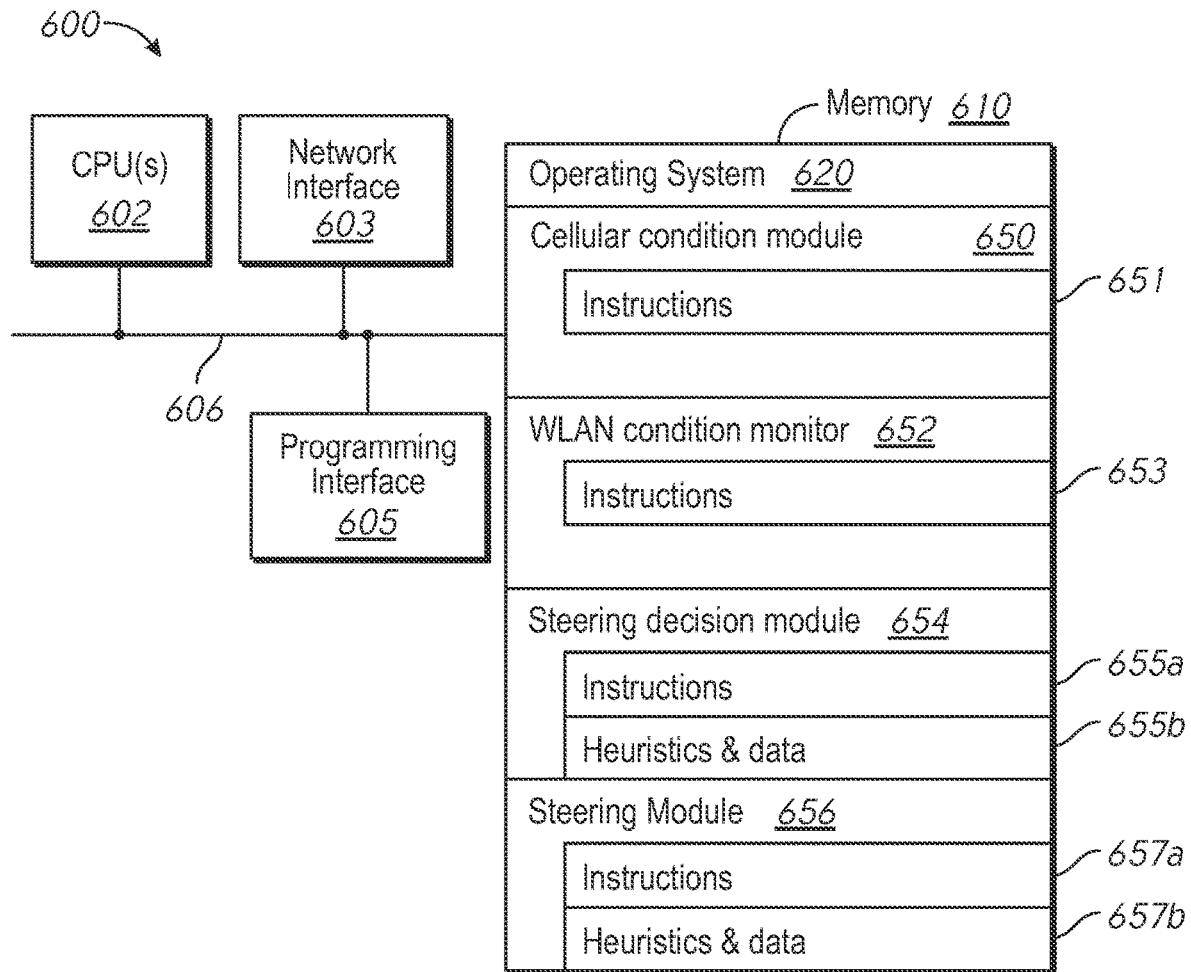 600
CPU(s)
602
Network
Interface
603
Memory 610
Operating System 620
Cellular condition module 650
Instructions
651
606
Programming
Interface
605
WLAN condition monitor 652
Instructions
653
Steering decision module 654
Instructions
655a
Heuristics & data
655b
Steering Module 656
Instructions
657a
Heuristics & data
657b